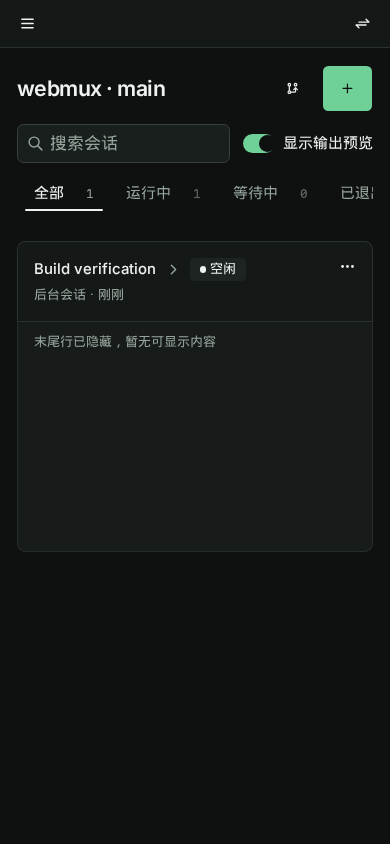 webmux · main
搜索会话
显示输出预览
全部 1 运行中 1 等待中 0 已退
Build verification 空闲
后台会话 · 刚刚
末尾行已隐藏，暂无可显示内容